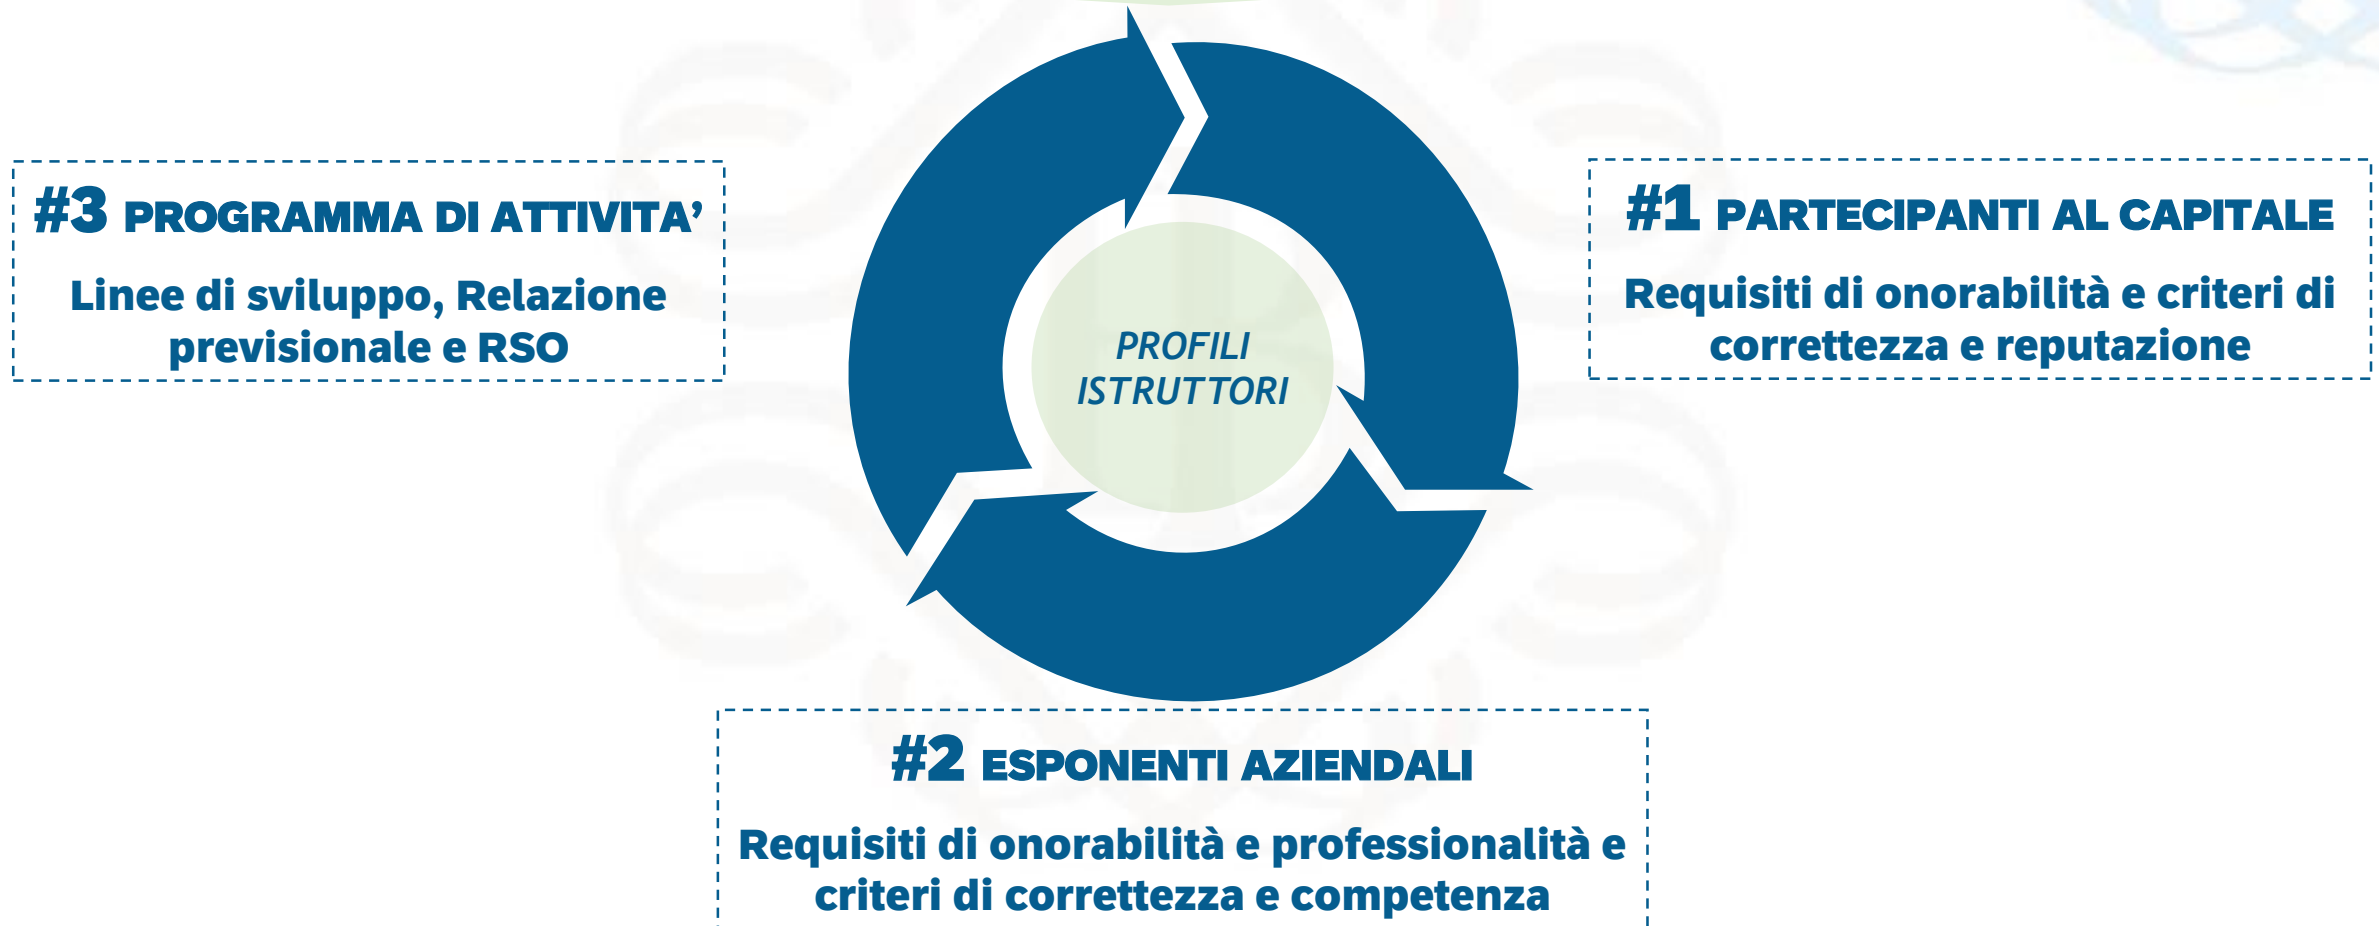 #3 PROGRAMMA DI ATTIVITA’
Linee di sviluppo, Relazione
previsionale e RSO
PROFILI
ISTRUTTORI
#1 PARTECIPANTI AL CAPITALE
Requisiti di onorabilità e criteri di
correttezza e reputazione
#2 ESPONENTI AZIENDALI
Requisiti di onorabilità e professionalità e
criteri di correttezza e competenza